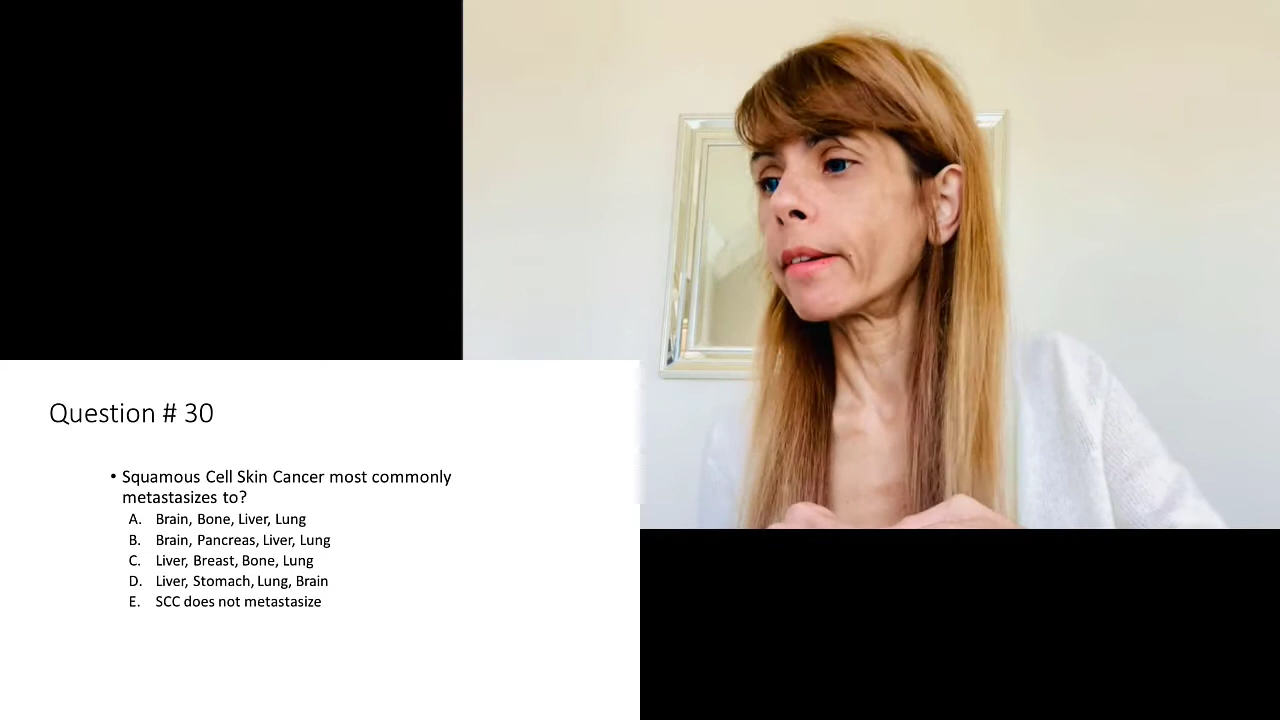 Question # 30
• Squamous Cell Skin Cancer most commonly
metastasizes to?
A. Brain, Bone, Liver, Lung
B. Brain, Pancreas, Liver, Lung
C. Liver, Breast, Bone, Lung
D. Liver, Stomach, Lung, Brain
E. SCC does not metastasize